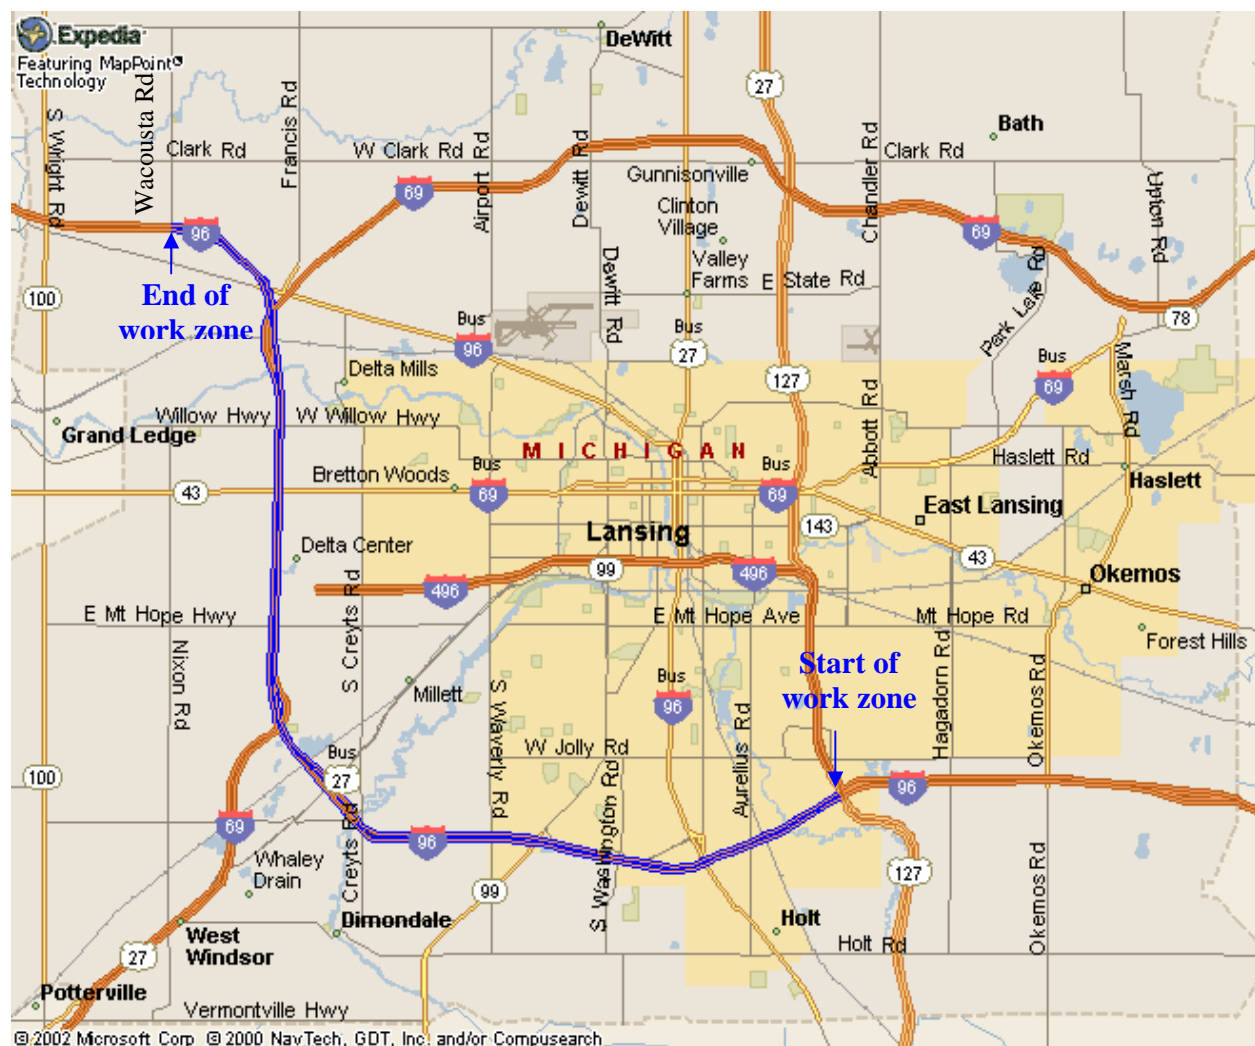 Expedia
Featuring MapPoint
Technology
DeWitt
27
Wacousta Rd
S Wright Rd
Francis Rd
Airport Rd
Dewitt Rd
Chandler Rd
Bath
Clark Rd
W Clark Rd
Clark Rd
Gunnisonville
69
Upton Rd
Clinton
Village
96
69
Valley
Farms
E State Rd
Dewitt Rd
Park Lake Rd
End of
work zone
100
78
Bus
96
Bus
27
Bus
69
Marsh Rd
Delta Mills
127
Abbott Rd
Willow Hwy
W Willow Hwy
Grand Ledge
MICHIGAN
Haslett Rd
Haslett
Bretton Woods
Bus
69
Bus
69
43
East Lansing
Lansing
143
Delta Center
43
99
496
496
Okemos
S Creyts Rd
E Mt Hope Hwy
E Mt Hope Ave
Mt Hope Rd
Forest Hills
Nixon Rd
Start of
work zone
Hagadorn Rd
Okemos Rd
Millett
S Waverly Rd
Bus
96
Aurelius Rd
W Jolly Rd
S Washington Rd
Bus
27
100
96
69
Creyts Rd
96
Whaley
Drain
99
127
Okemos Rd
Dimondale
Holt
West
Windsor
Holt Rd
27
Potterville
Vermontville Hwy
© 2002 Microsoft Corp © 2000 NavTech, GDT, Inc. and/or Compusearch